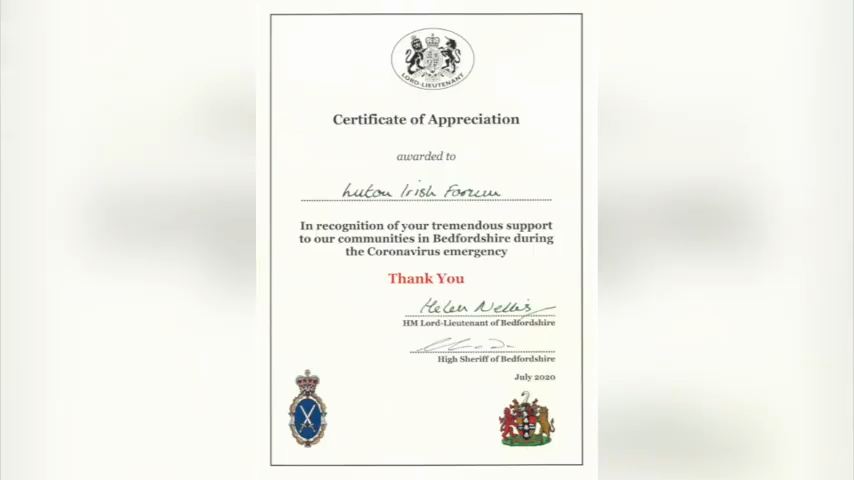 LORD-LIEUTENANT
Certificate of Appreciation
awarded to
Luton Irish Forum
In recognition of your tremendous support
to our communities in Bedfordshire during
the Coronavirus emergency
Thank You
Helen Nellis
HM Lord-Lieutenant of Bedfordshire
High Sheriff of Bedfordshire
July 2020